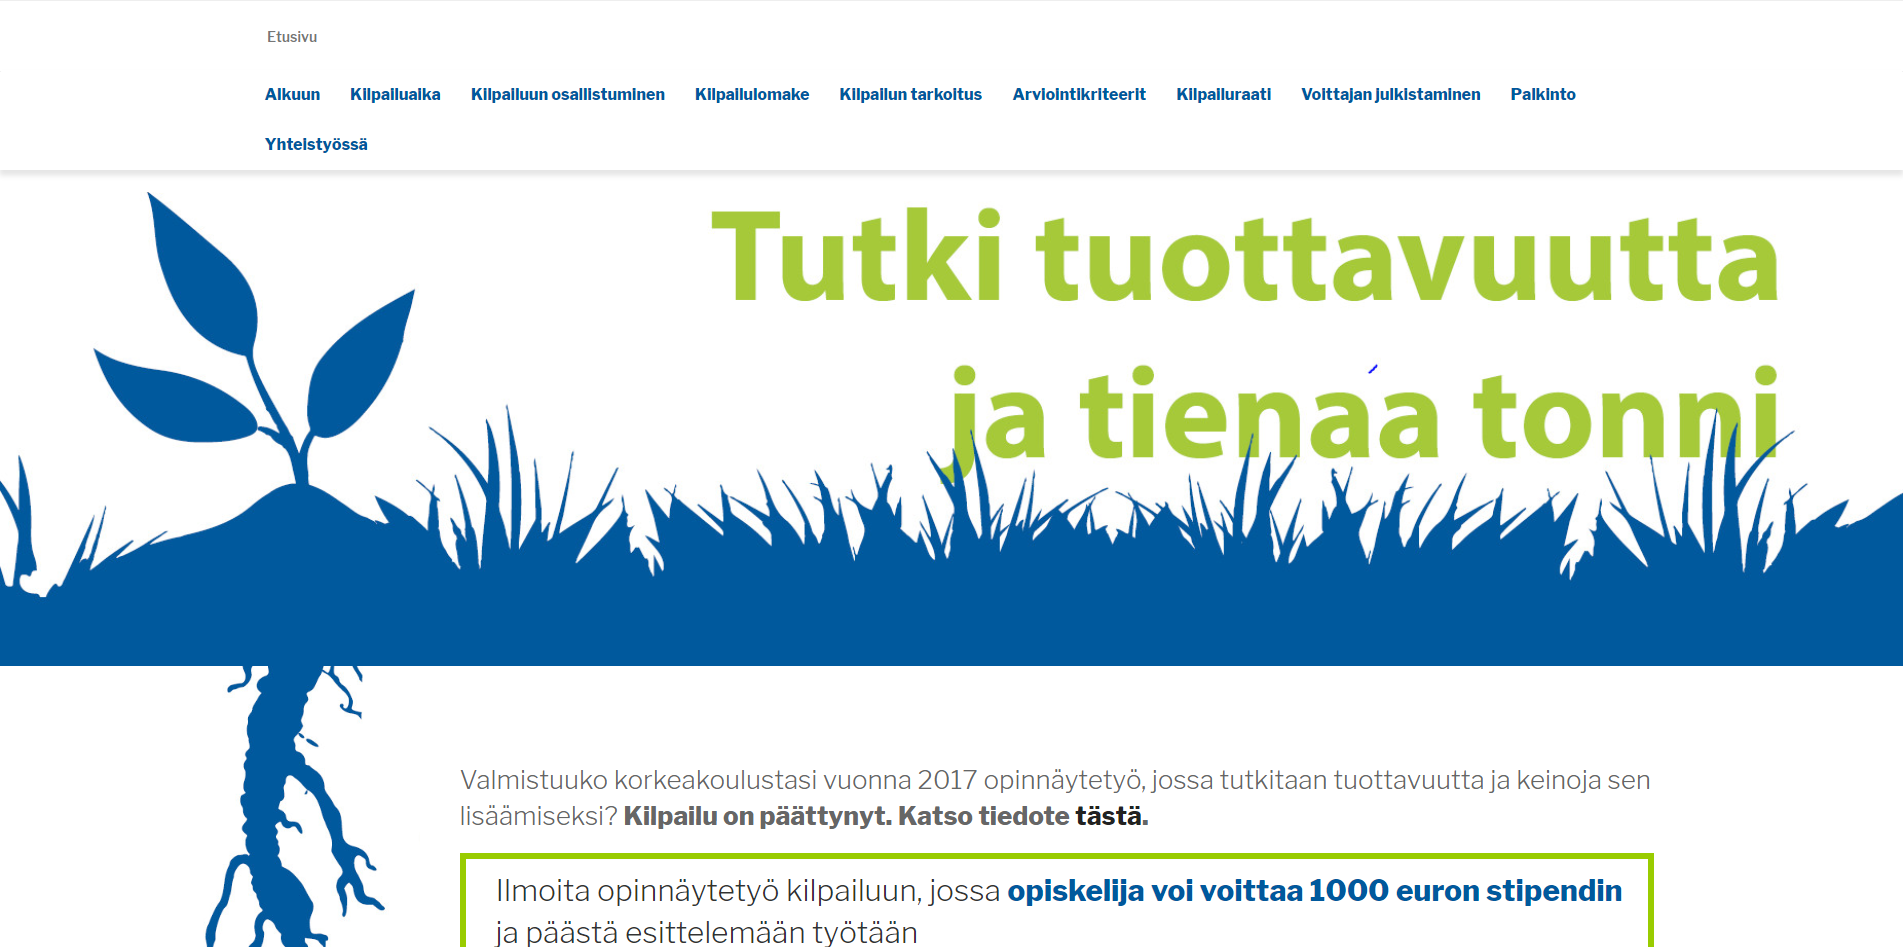 Etusivu
Alkuun Kilpailuaika Kilpailuun osallistuminen Kilpailulomake Kilpailun tarkoitus Arviointikriteerit Kilpailuraati Voittajan julkistaminen Palkinto
Yhteistyössä
Tutki tuottavuutta
ja tienaa tonni
Valmistuuko korkeakoulustasi vuonna 2017 opinnäytetyö, jossa tutkitaan tuottavuutta ja keinoja sen
lisäämiseksi? Kilpailu on päättynyt. Katso tiedote tästä.
Ilmoita opinnäytetyö kilpailuun, jossa opiskelija voi voittaa 1000 euron stipendin
ja päästä esittelemään työtään